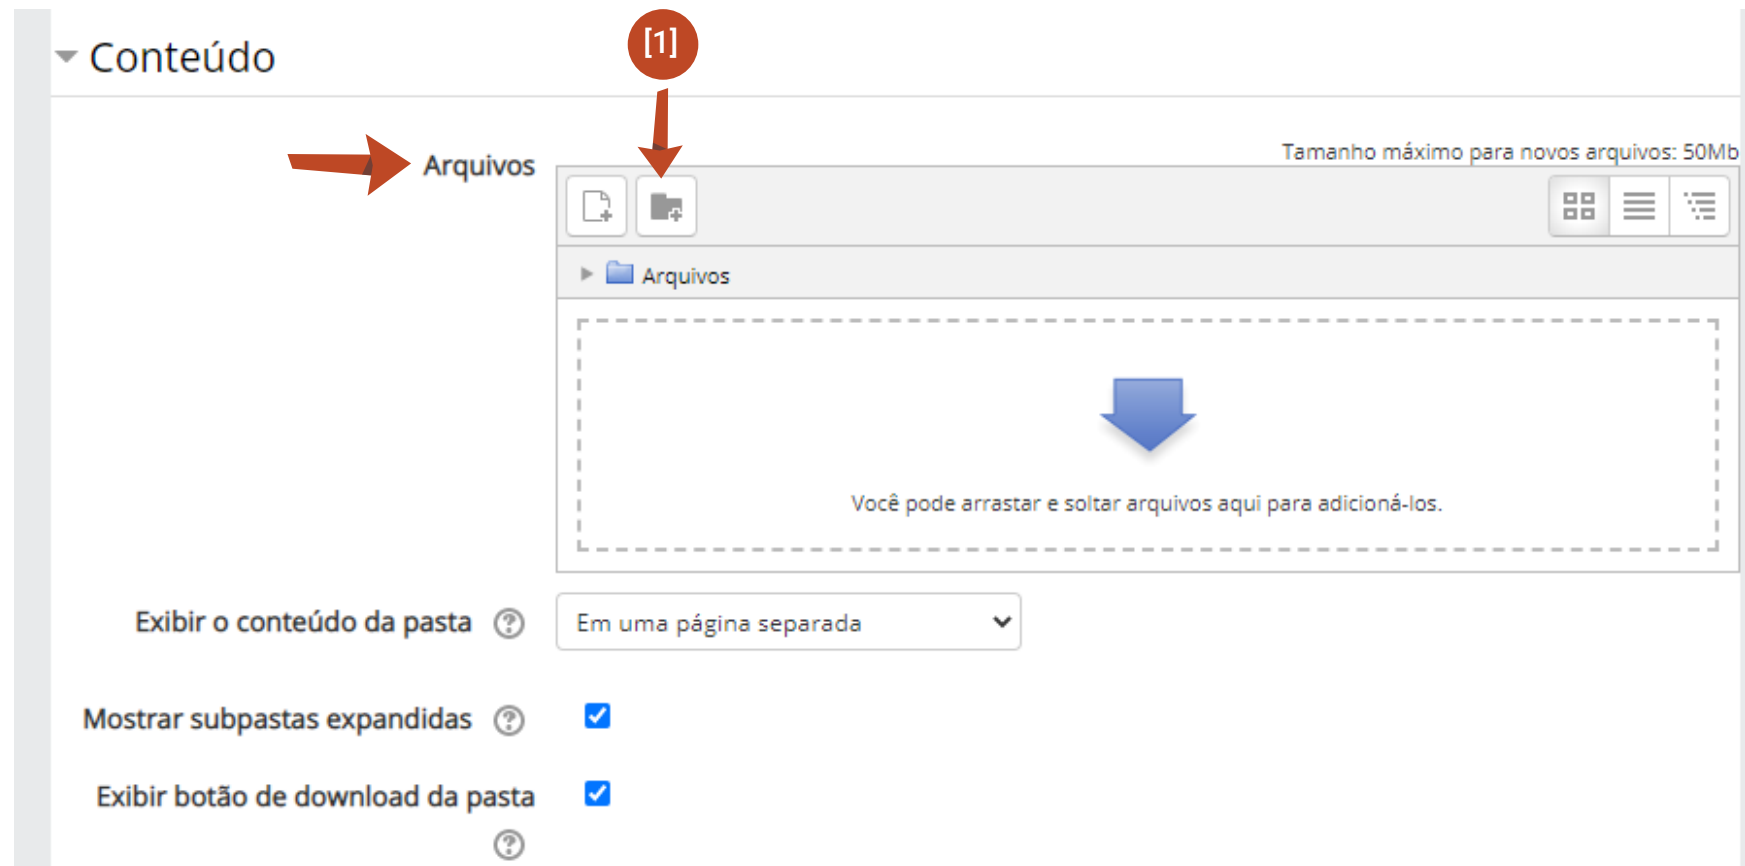 Conteúdo
[1]
Arquivos
Tamanho máximo para novos arquivos: 50Mb
Arquivos
Você pode arrastar e soltar arquivos aqui para adicioná-los.
Exibir o conteúdo da pasta ?
Em uma página separada
Mostrar subpastas expandidas ?
Exibir botão de download da pasta
?